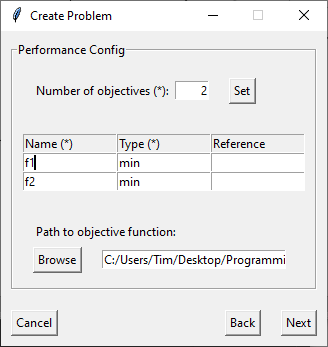 Create Problem
Performance Config
Number of objectives (*): 2 Set
Name (*) Type (*) Reference
f1 min
f2 min
Path to objective function:
Browse C:/Users/Tim/Desktop/Programmi
Cancel Back Next